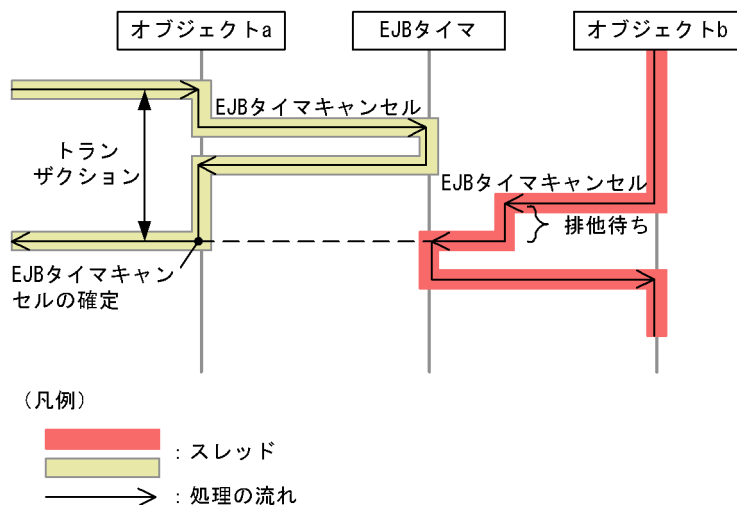 オブジェクトa
EJBタイマ
オブジェクトb
EJBタイマキャンセル
トラン
ザクション
EJBタイマキャンセル
排他待ち
EJBタイマキャン
セルの確定
（凡例）
：スレッド
：処理の流れ